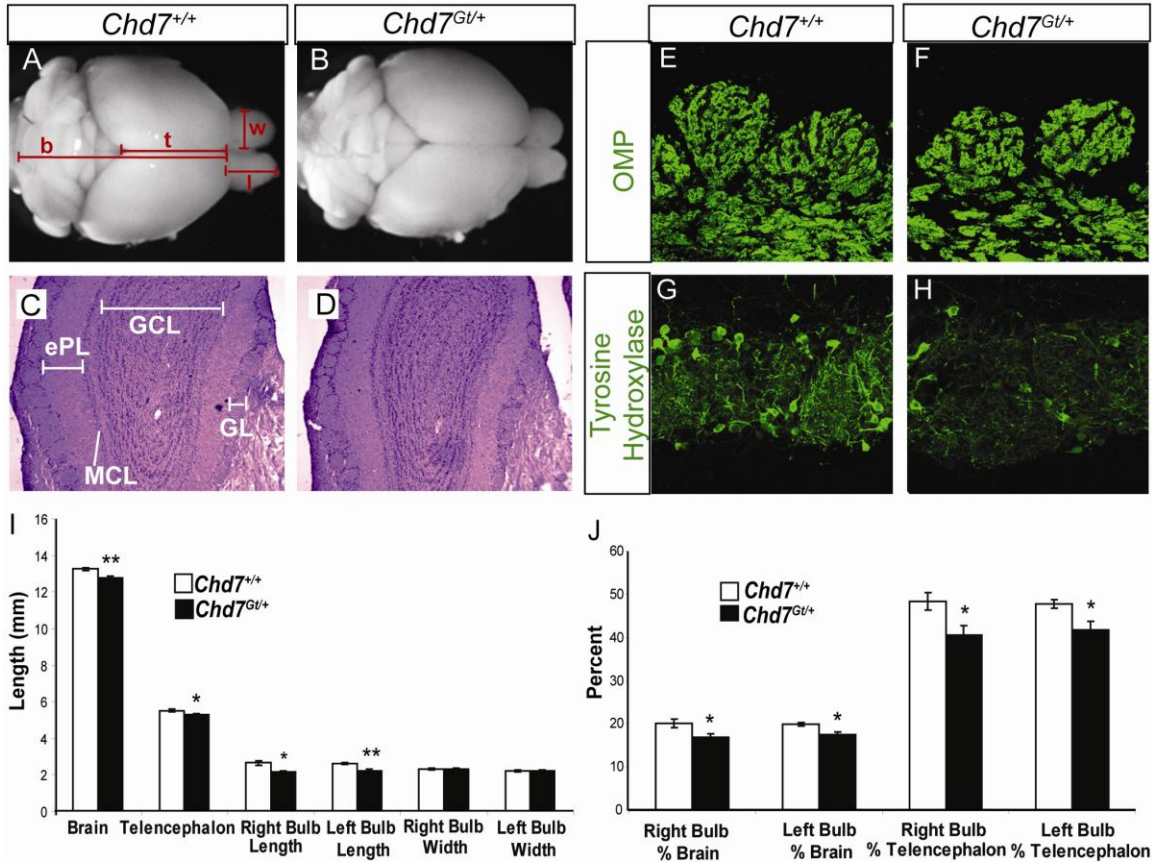 Chd7+/+
Chd7Gt/+
Chd7+/+
Chd7Gt/+
A
w
b
t
l
B
E
F
OMP
C
GCL
ePL
GL
MCL
D
G
H
Tyrosine
Hydroxylase
I
16
14
12
10
8
6
4
2
0
Length (mm)
**
*
*
**
Chd7+/+
Chd7Gt/+
Brain
Telencephalon
Right Bulb
Length
Left Bulb
Length
Right Bulb
Width
Left Bulb
Width
J
60
50
40
30
20
10
0
Percent
Chd7+/+
Chd7Gt/+
*
*
*
*
Right Bulb
% Brain
Left Bulb
% Brain
Right Bulb
% Telencephalon
Left Bulb
% Telencephalon